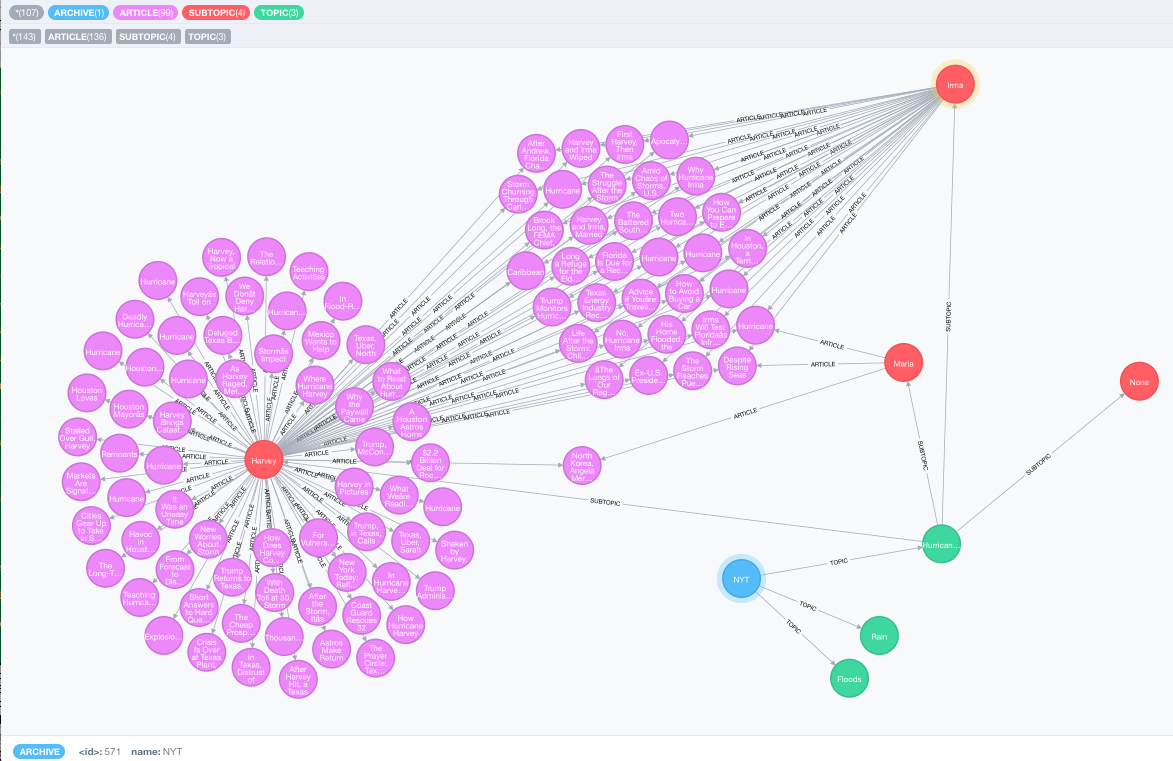 *(107) ARCHIVE(1) ARTICLE(99) SUBTOPIC(4) TOPIC(3)
*(143) ARTICLE(136) SUBTOPIC(4) TOPIC(3)
Irma
After
Andrew,
Florida
Cha...
Harvey
and Irma
Wiped
First
Harvey,
Then
Irma
Apocaly...
Storm
Churning
Through
Cari...
Hurricane
The
Struggle
After the
Storm
Amid
Chaos of
Storms,
U.S.
Why
Hurricane
Irma
Brock
Long, the
FEMA
Chief,
Harvey
and Irma,
Married
The
Battered
South...
Two
Hurrica...
How
You Can
Prepare
to E...
Caribbean
Long a
Refuge
for the
Eld...
Florida
Is Due for
a Rec...
Hurricane
Hurricane
In
Houston,
a
Terri...
Trump
Monitors
Hurric...
Texas
Energy
Industry
Rec...
Advice
if Youâre
Traveli...
How to
Avoid
Buying a
Car
Hurricane
Life
After the
Storm:
Chil...
No,
Hurricane
Irma
His
Home
Flooded,
the
Irma
Will Test
Floridaâs
Infr...
Hurricane
âThe
Lungs of
Our
Reg...
Ex-U.S.
Preside...
The
Storm
Reaches
Pue...
Despite
Rising
Seas
Maria
None
Harvey,
Now a
Tropical
The
Relatio...
Teaching
Activities
Hurricane
Harveyâs
Toll on
We
Donât
Deny
Har...
Hurrican...
In
Flood-R...
Deadly
Hurrica...
Hurricane
Deluged
Texas B...
Stormâs
Impact
Mexico
Wants to
Help
Texas,
Uber,
North
Hurricane
Houston...
Hurricane
As
Harvey
Raged,
Met...
Where
Hurricane
Harvey
What
to Read
About
Hurr...
Houston
Loves
Houston
Mayorâs
Harvey
Brings
Catast...
Why
the
Paywall
Came
A
Houston
Astros
Home
Stalled
Over Gulf,
Harvey
Remnants
Hurricane
Harvey
Trump,
McCon...
$2.2
Billion
Deal for
Roc...
North
Korea,
Angela
Mer...
Markets
Are
Signal...
Hurricane
It
Was an
Uneasy
Time
Harvey in
Pictures
What
Weâre
Readi...
Hurricane
Cities
Gear Up
to Take
in S...
Havoc
in
Houst...
New
Worries
About
Storm
How
Does
Harvey
Co...
For
Vulnera...
Trump,
in Texas,
Calls
Texas,
Uber,
Sarah
Shaken
by
Harvey,
The
Long-T...
From
Forecast
to
Dis...
Trump
Returns to
Texas,
New
York
Today:
Refl...
In
Hurricane
Harve...
Trump
Adminis...
Teaching
Hurrica...
Short
Answers
to Hard
Que...
With
Death
Toll at 30,
Storm
After
the
Storm,
Itâs
Coast
Guard
Rescues
32
How
Hurricane
Harvey
Explosio...
The
Cheap
Prosp...
Thousan...
Crisis
Is Over
at Texas
Plant,
In
Texas,
Distrust
of
Astros
Make
Return
The
Prayer
Circle:
Tex...
After
Harvey
Hit, a
Texas
ARTICLE
ARTICLE
ARTICLE
SUBTOPIC
SUBTOPIC
SUBTOPIC
SUBTOPIC
Hurrican...
NYT
TOPIC
TOPIC
TOPIC
Rain
Floods
ARCHIVE <id>: 571 name: NYT